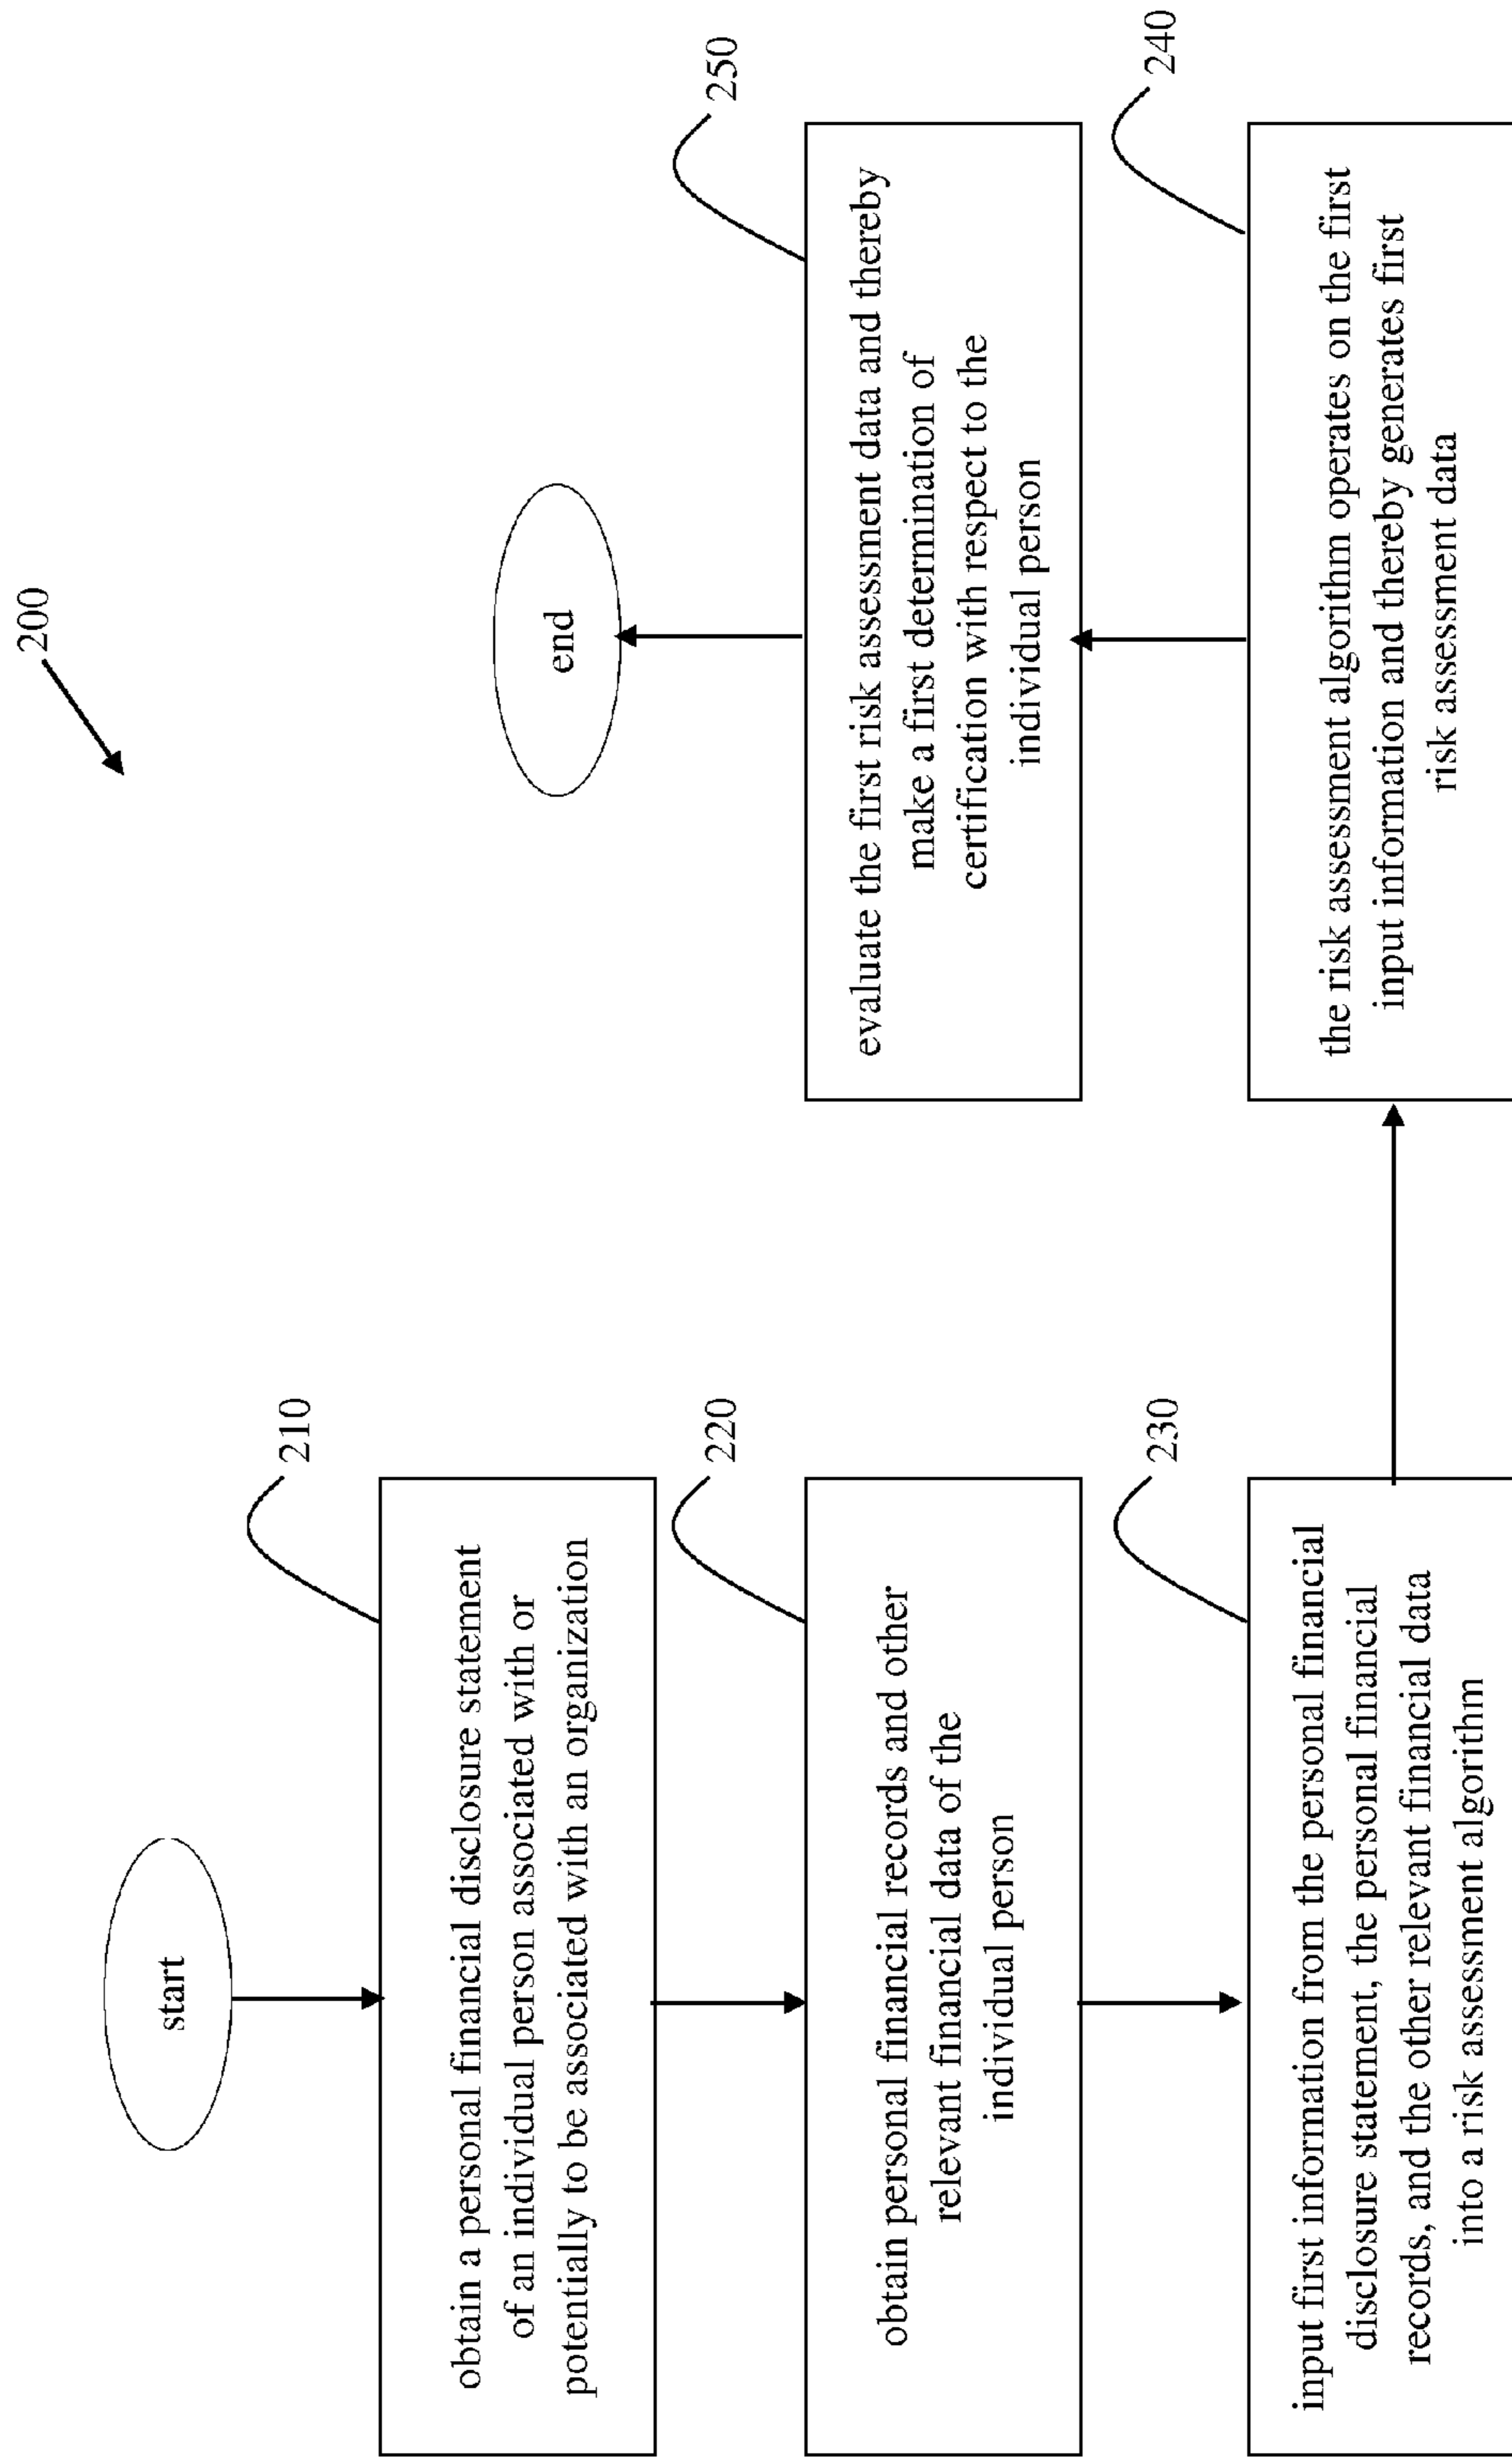 200
start
210
obtain a personal financial disclosure statement
of an individual person associated with or
potentially to be associated with an organization
220
obtain personal financial records and other
relevant financial data of the
individual person
230
input first information from the personal financial
disclosure statement, the personal financial
records, and the other relevant financial data
into a risk assessment algorithm
240
the risk assessment algorithm operates on the first
input information and thereby generates first
risk assessment data
250
evaluate the first risk assessment data and thereby
make a first determination of
certification with respect to the
individual person
end